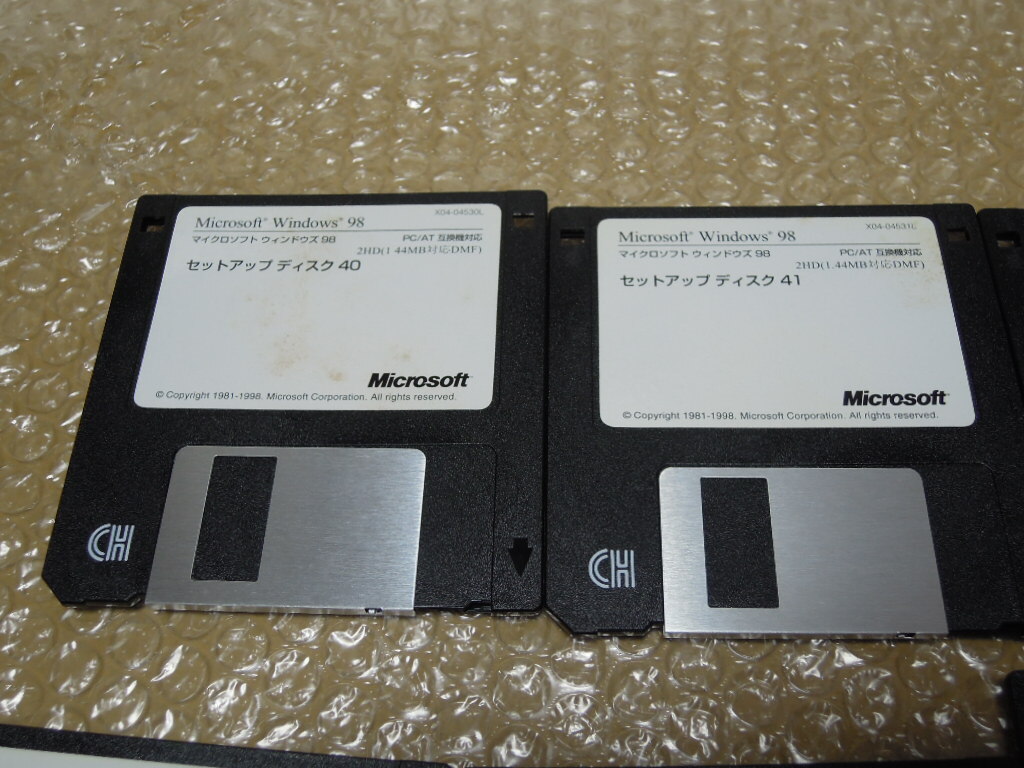 X04-04530L
Microsoft® Windows® 98
マイクロソフト ウィンドウズ 98
PC/AT 互換機対応
2HD(1.44MB対応DMF)
セットアップ ディスク 40
Microsoft
© Copyright 1981-1998. Microsoft Corporation. All rights reserved.
CH
X04-04531L
Microsoft® Windows® 98
マイクロソフト ウィンドウズ 98
PC/AT 互換機対応
2HD(1.44MB対応DMF)
セットアップ ディスク 41
Microsoft
© Copyright 1981-1998. Microsoft Corporation. All rights reserved.
CH